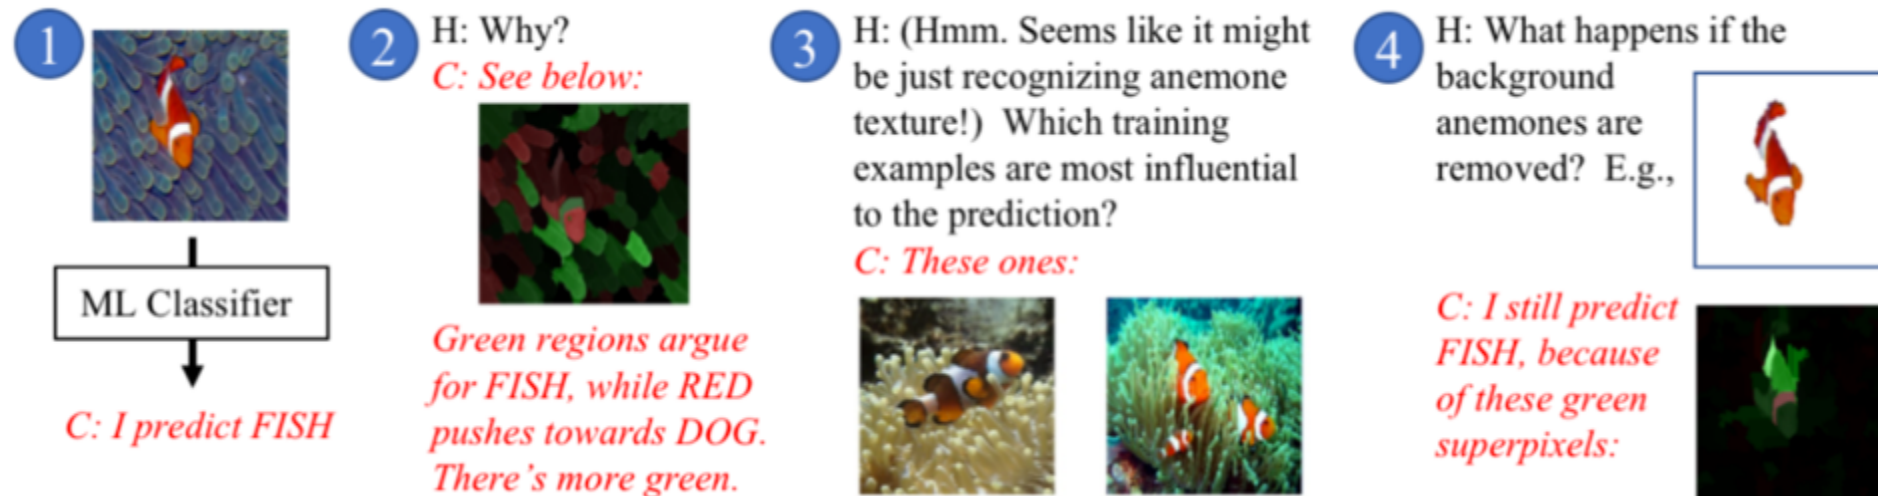 1
ML Classifier
C: I predict FISH
2
H: Why?
C: See below:
Green regions argue
for FISH, while RED
pushes towards DOG.
There's more green.
3
H: (Hmm. Seems like it might
be just recognizing anemone
texture!) Which training
examples are most influential
to the prediction?
C: These ones:
4
H: What happens if the
background
anemones are
removed? E.g.,
C: I still predict
FISH, because
of these green
superpixels: